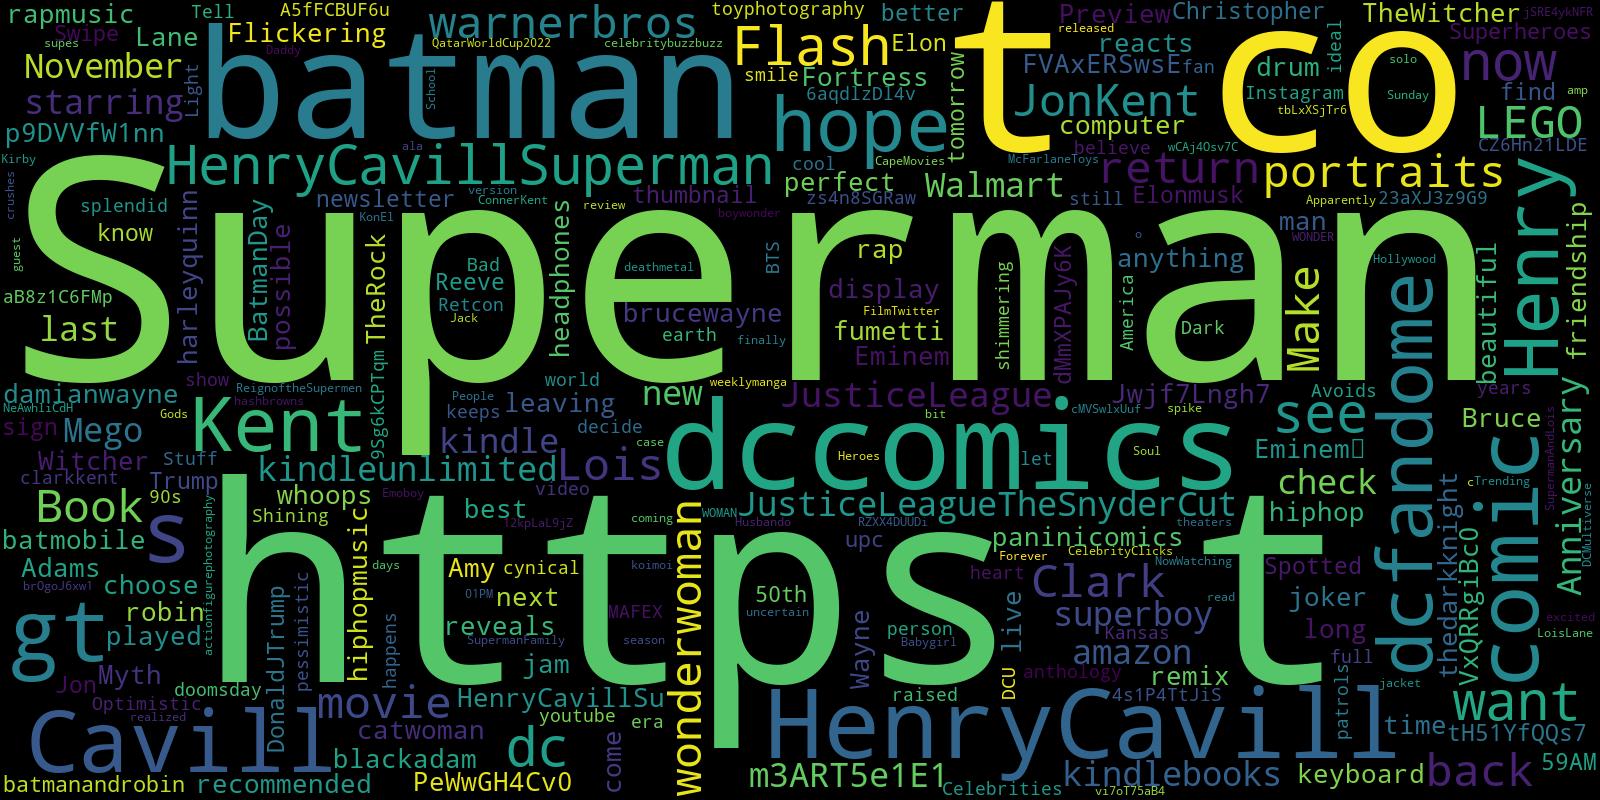 rapmusic
Tell
A5fFCBUF6u
warnerbros
toyphotography
better
Preview
Christopher
TheWitcher
jSRE4ykNFR
supes
Swipe
Lane
Flickering
Daddy
QatarWorldCup2022
celebritybuzzbuzz
Flash
Elon
t
co
released
reacts
Superheroes
November
Light
batman
School
smile
Fortress
tomorrow
FVAxERSwsE
fan
drum
ideal
solo
now
starring
hope
6aqdlzDl4v
JonKent
Instagram
Sunday
find
amp
p9DVVfW1nn
computer
tbLxXSjTr6
LEGO
Kirby
ala
HenryCavillSuperman
cool
CapeMovies
McFarlaneToys
believe
wCAj4Osv7C
return
portraits
CZ6Hn21LDE
crushes
splendid
newsletter
version
ConnerKent
thumbnail
perfect
zs4n8SGRaw
Walmart
still
Elonmusk
Apparently
23aXJ3z9G9
Henry
know
harleyquinn
BatmanDay
possible
KonEl
review
boywonder
man
WONDER
friendship
guest
Superman
TheRock
Bad
Reeve
Retcon
Jack
headphones
deathmetal
BTS
rap
o
anything
Hollywood
beautiful
aB8z1C6FMp
last
brucewayne
earth
finally
display
FilmTwitter
fumetti
Eminem
shimmering
dMmXPAJy6K
America
Dark
Make
dcfandome
damianwayne
NeAwhliCdH
show
ReignoftheSupermen
hashbrowns
9Sg6kCPTqm
People
keeps
world
leaving
new
weeklymanga
JusticeLeague
bit
cMVSwlxUuf
Jwjf7Lngh7
spike
Avoids
years
sign
Mego
Gods
Kent
kindle
decide
case
dccomics
Heroes
let
Soul
see
Bruce
Eminem
comic
Anniversary
SupermanAndLois
Witcher
Stuff
kindleunlimited
Lois
clarkkent
Trump
video
check
c
Trending
Book
90s
s
whoops
Emoboy
best
l2kpLaL9jZ
coming
WOMAN
JusticeLeagueTheSnyderCut
Husbando
RZXX4DUUDi
theaters
hiphop
thedarkknight
VxQRRgiBcO
DCMultiverse
batmobile
Shining
hiphopmusic
https
t
wonderwoman
upc
paninicomics
Forever
CelebrityClicks
NowWatching
Adams
brOgoJ6xwl
choose
actionfigurephotography
days
Amy
cynical
koimoi
50th
uncertain
heart
Clark
Spotted
gt
robin
played
DonaldJTrump
pessimistic
happens
01PM
next
MAFEX
reveals
SupermanFamily
season
Wayne
person
Babygirl
live
superboy
read
Kansas
joker
long
excited
LoisLane
Jon
Myth
doomsday
jam
DCU
anthology
amazon
remix
full
Optimistic
realized
movie
HenryCavillSu
raised
4s1P4TtJiS
patrols
jacket
want
Cavill
catwoman
youtube
era
HenryCavill
time
tH51YfQQs7
blackadam
dc
come
batmanandrobin
recommended
PeWwGH4CvO
m3ART5e1E1
Celebrities
kindlebooks
vi7oT75aB4
keyboard
back
59AM